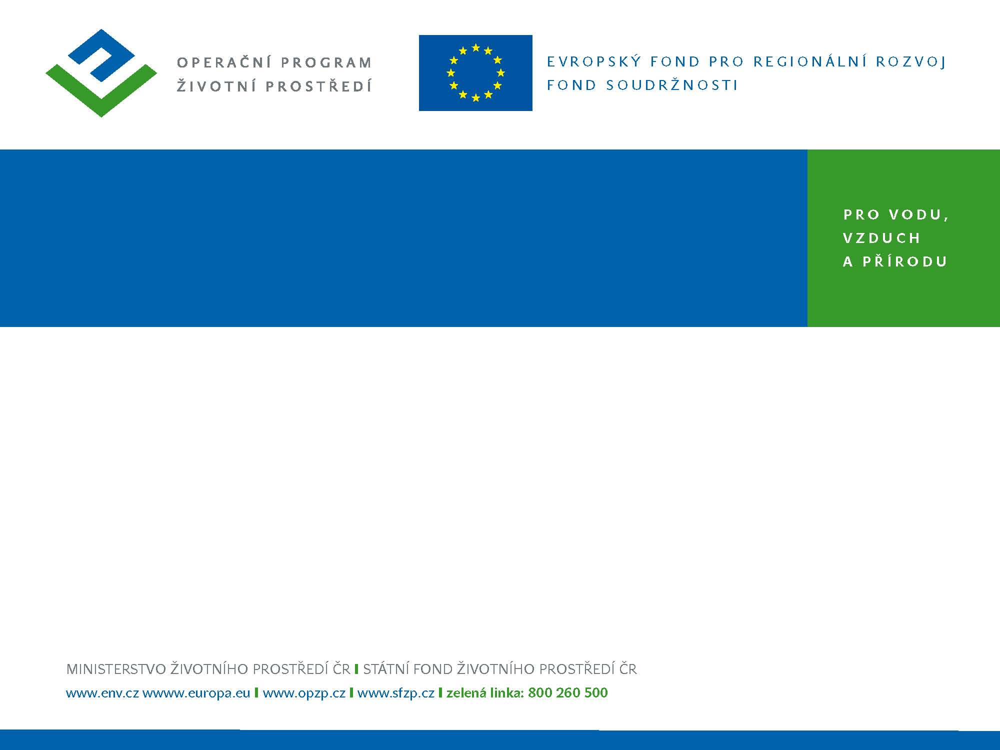 OPERAČNÍ PROGRAM
ŽIVOTNÍ PROSTŘEDÍ
EVROPSKÝ FOND PRO REGIONÁLNÍ ROZVOJ
FOND SOUDRŽNOSTI
PRO VODU,
VZDUCH
A PŘÍRODU
MINISTERSTVO ŽIVOTNÍHO PROSTŘEDÍ ČR I STÁTNÍ FOND ŽIVOTNÍHO PROSTŘEDÍ ČR
www.env.cz wwww.europa.eu I www.opzp.cz I www.sfzp.cz I zelená linka: 800 260 500